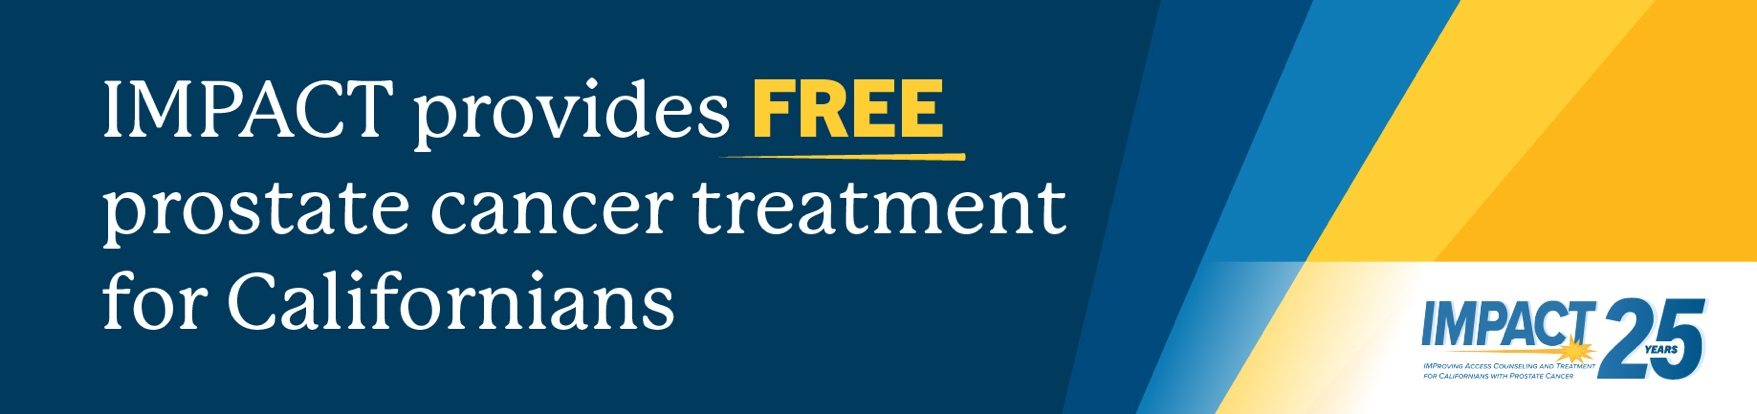 IMPACT provides FREE
prostate cancer treatment
for Californians
IMPACT 25
YEARS
IMProving Access Counseling and Treatment
for Californians with Prostate Cancer